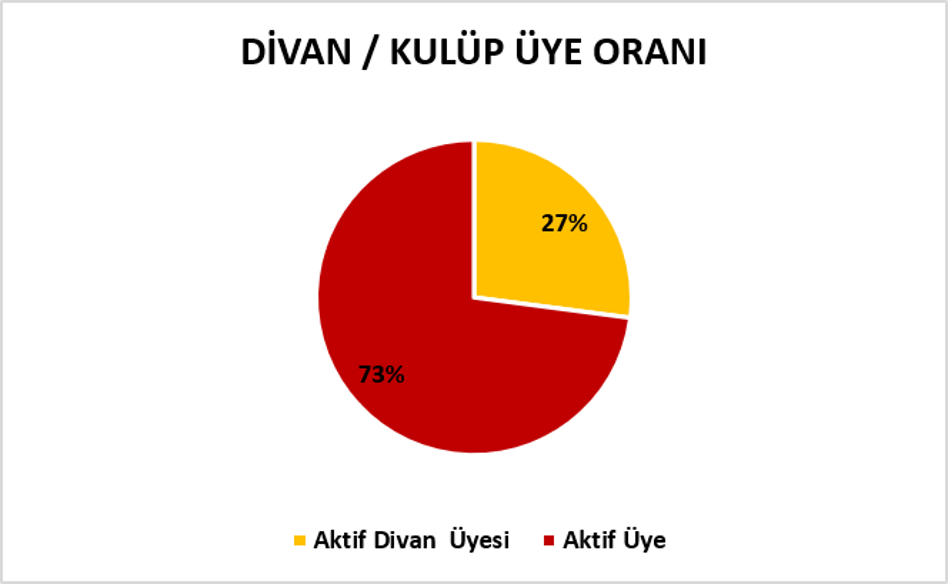 DİVAN / KULÜP ÜYE ORANI
27%
73%
Aktif Divan  Üyesi
Aktif Üye